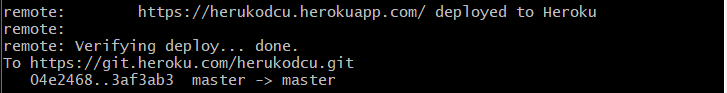 remote:        https://herukodcu.herokuapp.com/ deployed to Heroku
remote:
remote: Verifying deploy... done.
To https://git.heroku.com/herukodcu.git
   04e2468..3af3ab3  master -> master